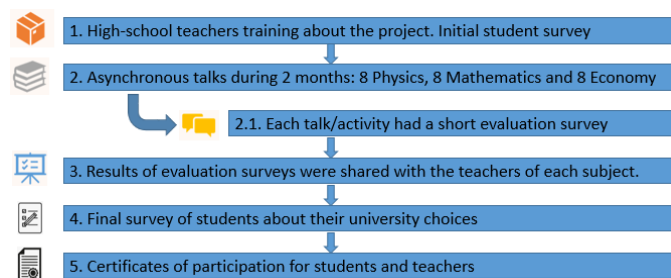 1. High-school teachers training about the project. Initial student survey
2. Asynchronous talks during 2 months: 8 Physics, 8 Mathematics and 8 Economy
2.1. Each talk/activity had a short evaluation survey
3. Results of evaluation surveys were shared with the teachers of each subject.
4. Final survey of students about their university choices
5. Certificates of participation for students and teachers